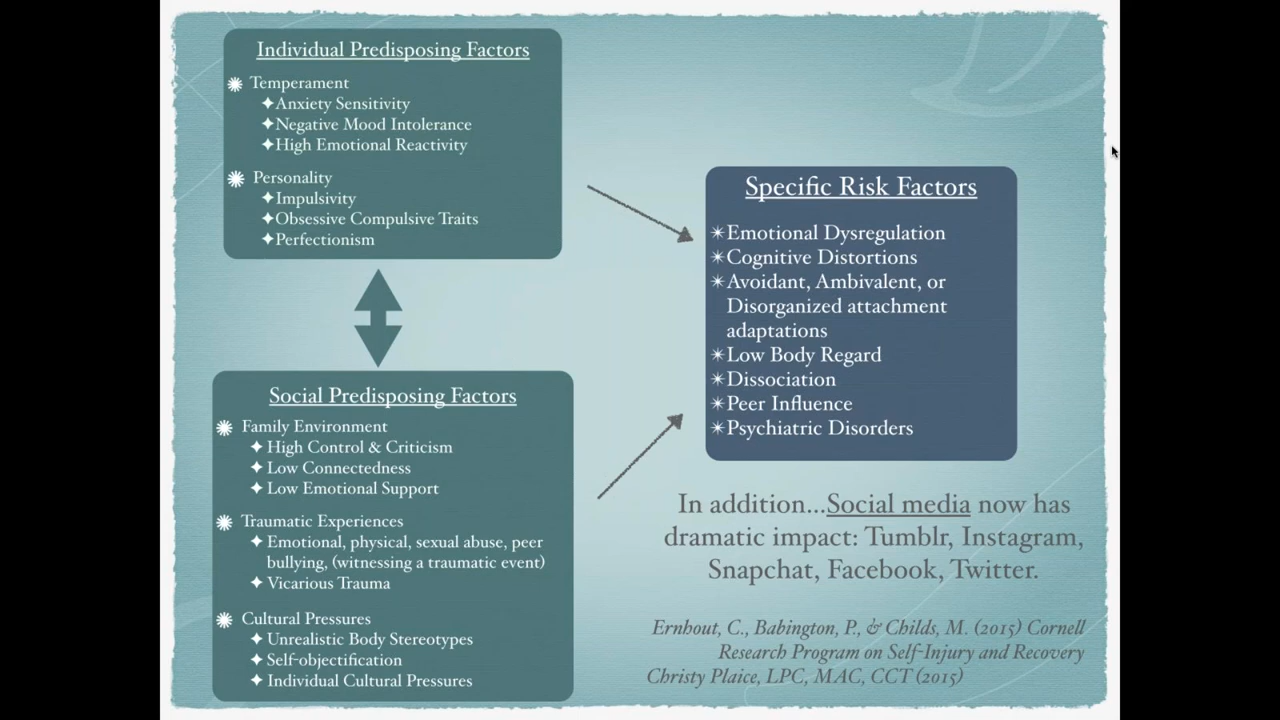 Individual Predisposing Factors
Temperament
Anxiety Sensitivity
Negative Mood Intolerance
High Emotional Reactivity
Personality
Impulsivity
Obsessive Compulsive Traits
Perfectionism
Social Predisposing Factors
Family Environment
High Control & Criticism
Low Connectedness
Low Emotional Support
Traumatic Experiences
Emotional, physical, sexual abuse, peer
bullying, (witnessing a traumatic event)
Vicarious Trauma
Cultural Pressures
Unrealistic Body Stereotypes
Self-objectification
Individual Cultural Pressures
Specific Risk Factors
Emotional Dysregulation
Cognitive Distortions
Avoidant, Ambivalent, or
Disorganized attachment
adaptations
Low Body Regard
Dissociation
Peer Influence
Psychiatric Disorders
In addition...Social media now has
dramatic impact: Tumblr, Instagram,
Snapchat, Facebook, Twitter.
Ernhout, C., Babington, P., & Childs, M. (2015) Cornell
Research Program on Self-Injury and Recovery
Christy Plaice, LPC, MAC, CCT (2015)